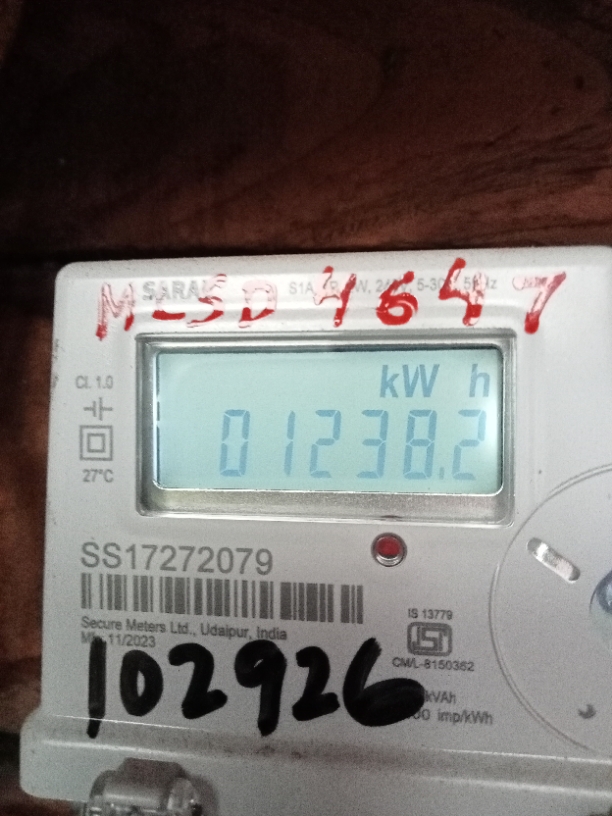 SARAL
MCSD 4647
kW h
01238.2
Cl. 1.0
27°C
SS17272079
Secure Meters Ltd., Udaipur, India
11/2023
102926
IS 13779
CM/L-8150362
kVAh
imp/kWh